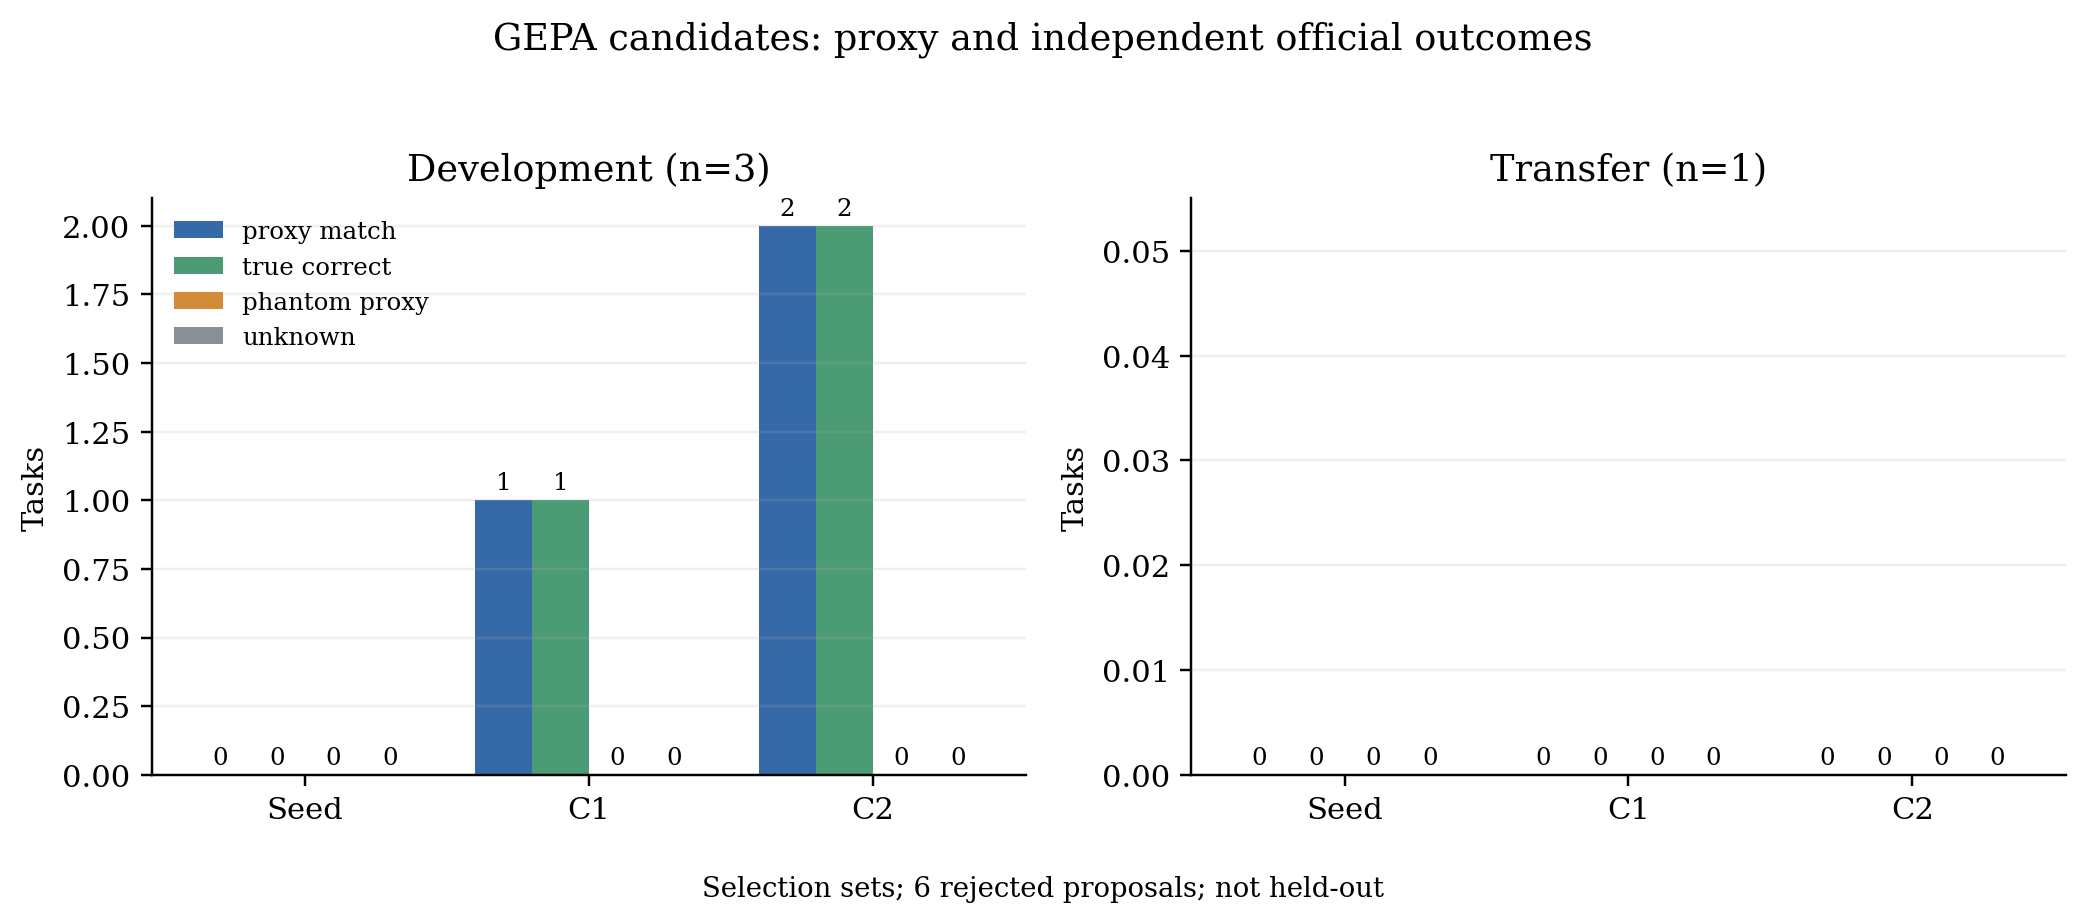 GEPA candidates: proxy and independent official outcomes
Development (n=3)
Tasks
2.00
1.75
1.50
1.25
1.00
0.75
0.50
0.25
0.00
proxy match
true correct
phantom proxy
unknown
0 0 0 0
1 1 0 0
2 2 0 0
Seed C1 C2
Transfer (n=1)
Tasks
0.05
0.04
0.03
0.02
0.01
0.00
0 0 0 0
0 0 0 0
0 0 0 0
Seed C1 C2
Selection sets; 6 rejected proposals; not held-out